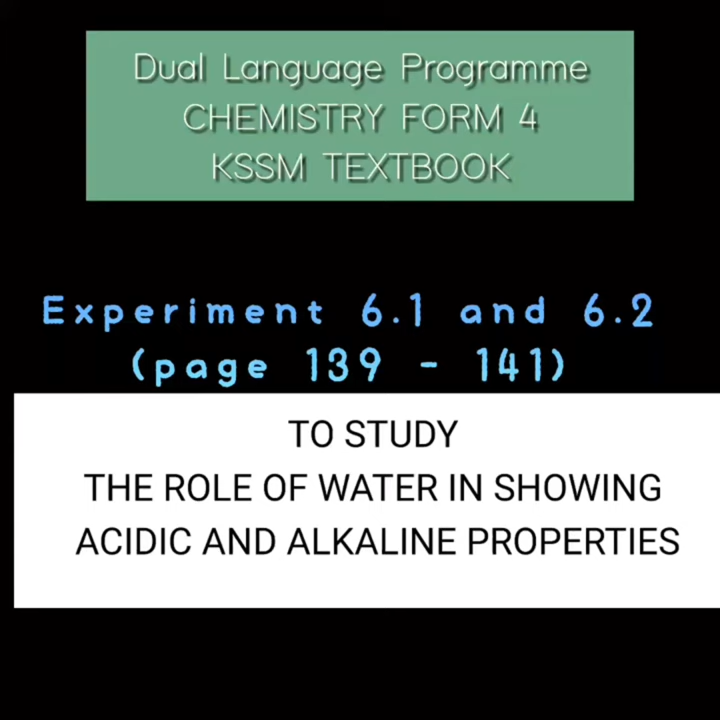 Dual Language Programme
CHEMISTRY FORM 4
KSSM TEXTBOOK
Experiment 6.1 and 6.2
(page 139 - 141)
TO STUDY
THE ROLE OF WATER IN SHOWING
ACIDIC AND ALKALINE PROPERTIES